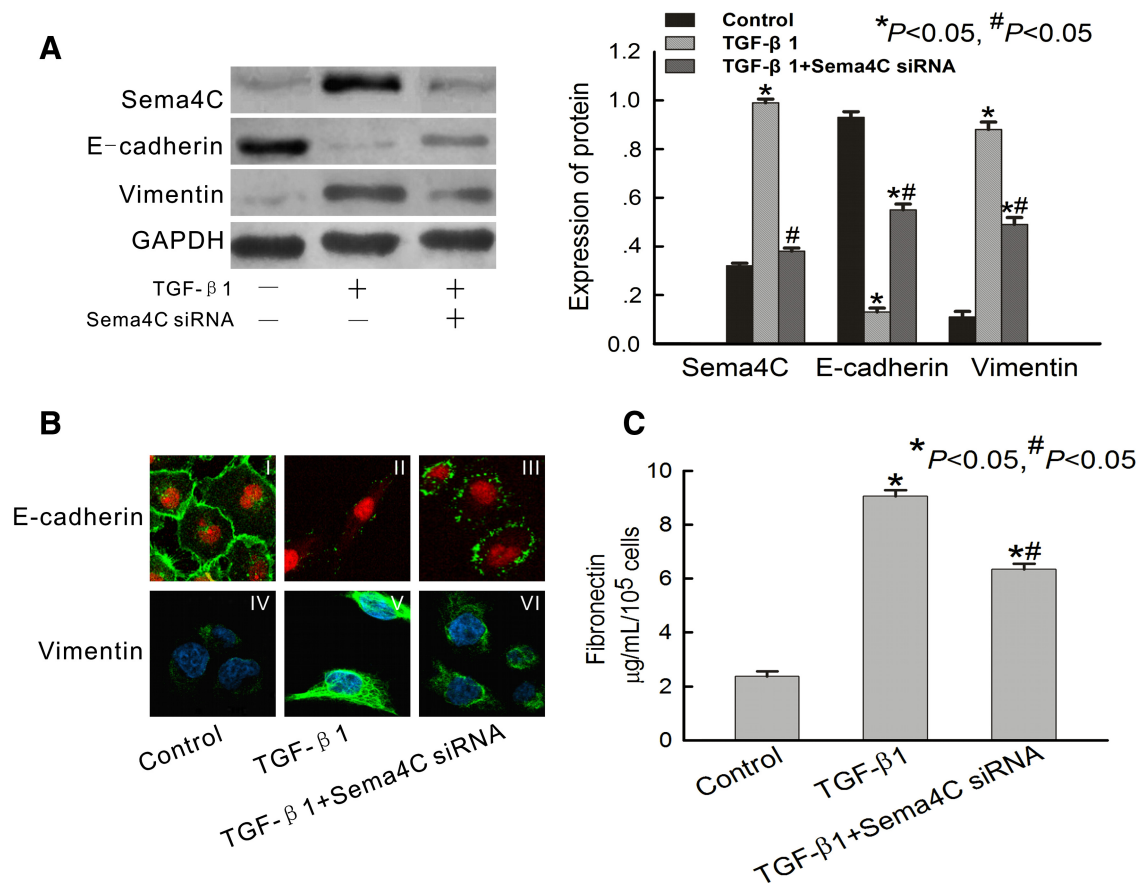 A
Sema4C
E-cadherin
Vimentin
GAPDH
TGF-β1 — + +
Sema4C siRNA — — +
Control
TGF-β 1
TGF-β 1+Sema4C siRNA
*P<0.05, #P<0.05
Expression of protein
1.2
1.0
.8
.6
.4
.2
0.0
* # * *# * *#
Sema4C E-cadherin Vimentin
B
E-cadherin
I II III
Vimentin
IV V VI
Control
TGF-β1
TGF-β1+Sema4C siRNA
C
*P<0.05,#P<0.05
Fibronectin
µg/mL/10⁵ cells
10
8
6
4
2
0
* *#
Control
TGF-β1
TGF-β1+Sema4C siRNA